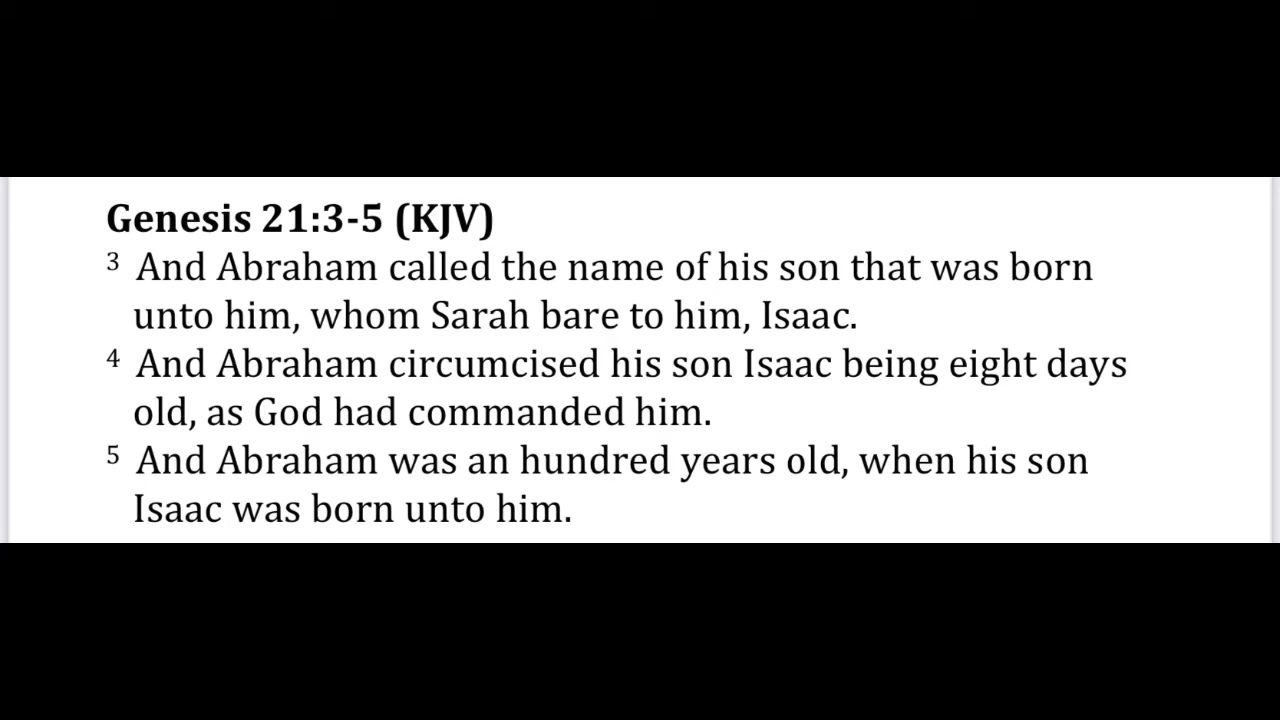 Genesis 21:3-5 (KJV)
3 And Abraham called the name of his son that was born
unto him, whom Sarah bare to him, Isaac.
4 And Abraham circumcised his son Isaac being eight days
old, as God had commanded him.
5 And Abraham was an hundred years old, when his son
Isaac was born unto him.